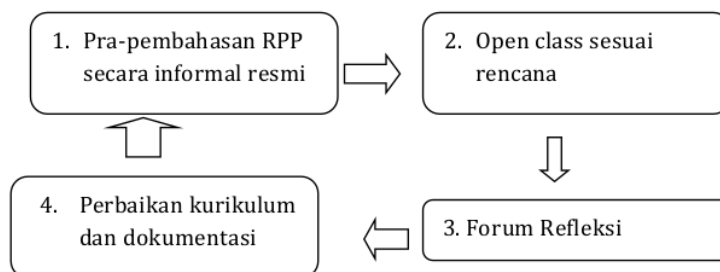 1. Pra-pembahasan RPP
secara informal resmi
2. Open class sesuai
rencana
3. Forum Refleksi
4. Perbaikan kurikulum
dan dokumentasi